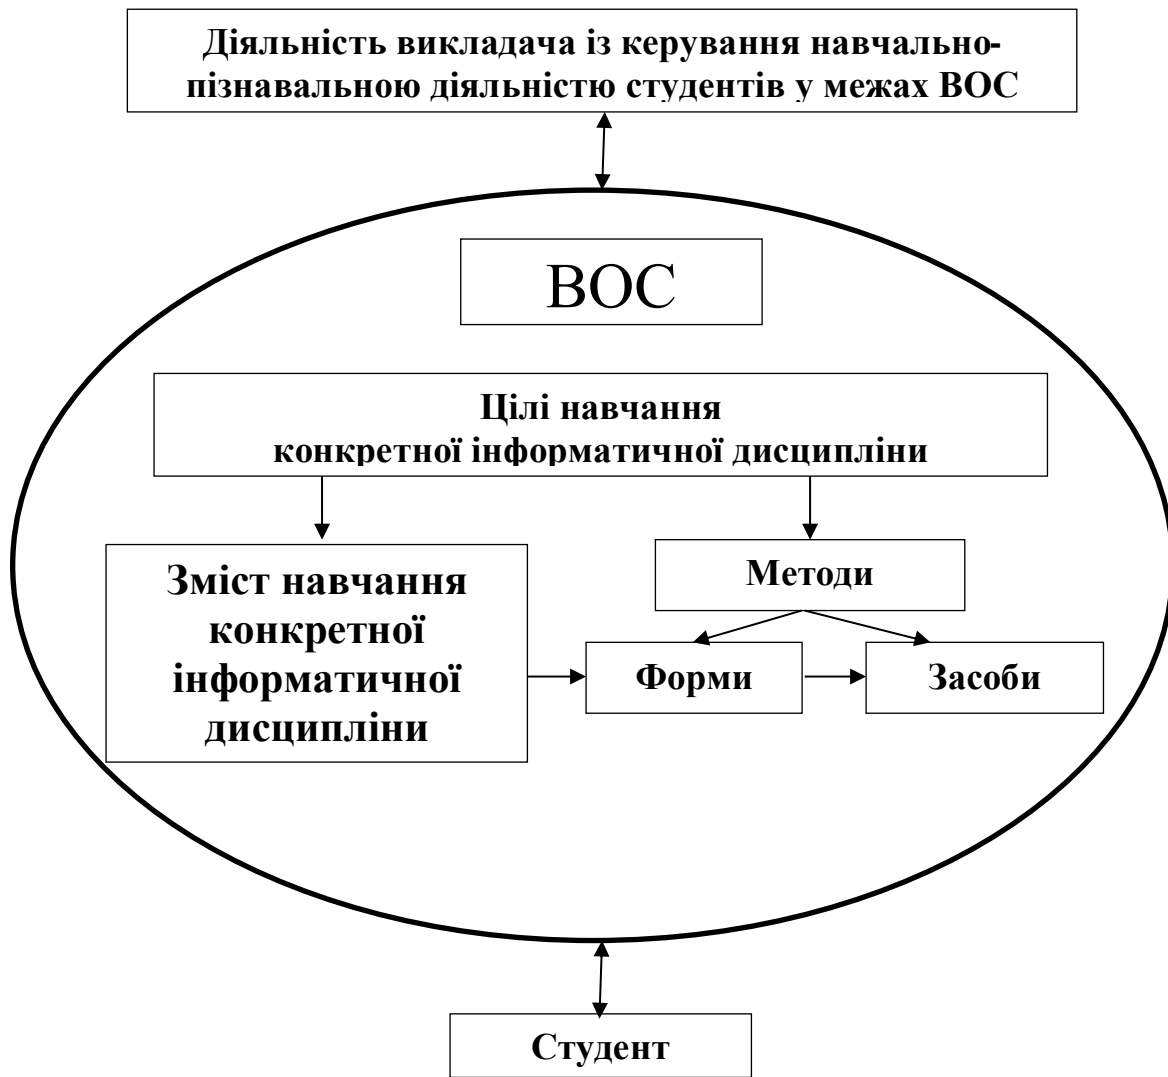 Діяльність викладача із керування навчально-
пізнавальною діяльністю студентів у межах ВОС
ВОС
Цілі навчання
конкретної інформатичної дисципліни
Зміст навчання
конкретної
інформатичної
дисципліни
Методи
Форми
Засоби
Студент